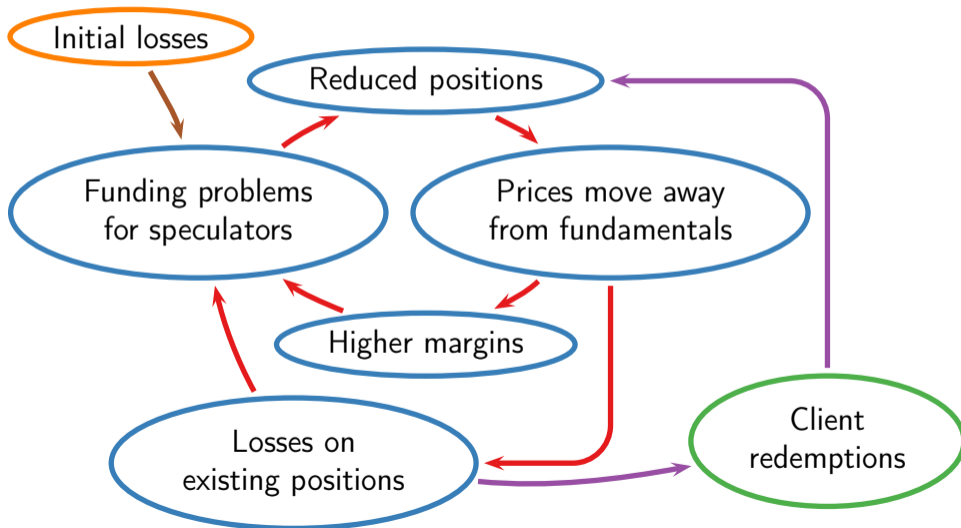 Initial losses
Reduced positions
Funding problems
for speculators
Prices move away
from fundamentals
Higher margins
Losses on
existing positions
Client
redemptions